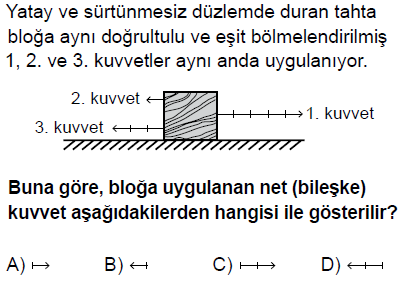 Yatay ve sürtünmesiz düzlemde duran tahta
bloğa aynı doğrultulu ve eşit bölmelendirilmiş
1, 2. ve 3. kuvvetler aynı anda uygulanıyor.
2. kuvvet
1. kuvvet
3. kuvvet
Buna göre, bloğa uygulanan net (bileşke)
kuvvet aşağıdakilerden hangisi ile gösterilir?
A) B) C) D)